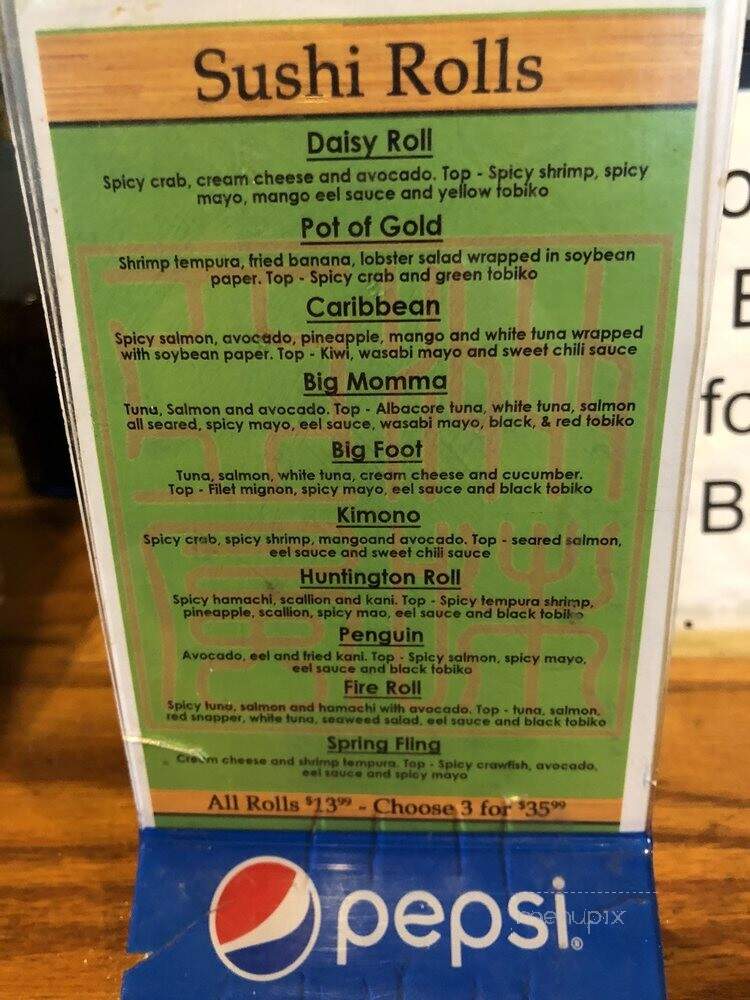 Sushi Rolls
Daisy Roll
Spicy crab, cream cheese and avocado. Top - Spicy shrimp, spicy
mayo, mango eel sauce and yellow tobiko
Pot of Gold
Shrimp tempura, fried banana, lobster salad wrapped in soybean
paper. Top - Spicy crab and green tobiko
Caribbean
Spicy salmon, avocado, pineapple, mango and white tuna wrapped
with soybean paper. Top - Kiwi, wasabi mayo and sweet chili sauce
Big Momma
Tunu, Salmon and avocado. Top - Albacore tuna, white tuna, salmon
all seared, spicy mayo, eel sauce, wasabi mayo, black, & red tobiko
Big Foot
Tuna, salmon, white tuna, cream cheese and cucumber.
Top - Filet mignon, spicy mayo, eel sauce and black tobiko
Kimono
Spicy crab, spicy shrimp, mangoand avocado. Top - seared salmon,
eel sauce and sweet chili sauce
Huntington Roll
Spicy hamachi, scallion and kani. Top - Spicy tempura shrimp,
pineapple, scallion, spicy mao, eel sauce and black tobiko
Penguin
Avocado, eel and fried kani. Top - Spicy salmon, spicy mayo,
eel sauce and black tobiko
Fire Roll
Spicy tuna, salmon and hamachi with avocado. Top - tuna, salmon,
red snapper, white tuna, seaweed salad, eel sauce and black tobiko
Spring Fling
Cream cheese and shrimp tempura. Top - Spicy crawfish, avocado,
eel sauce and spicy mayo
All Rolls $13.99 - Choose 3 for $35.99
pepsi
menupix